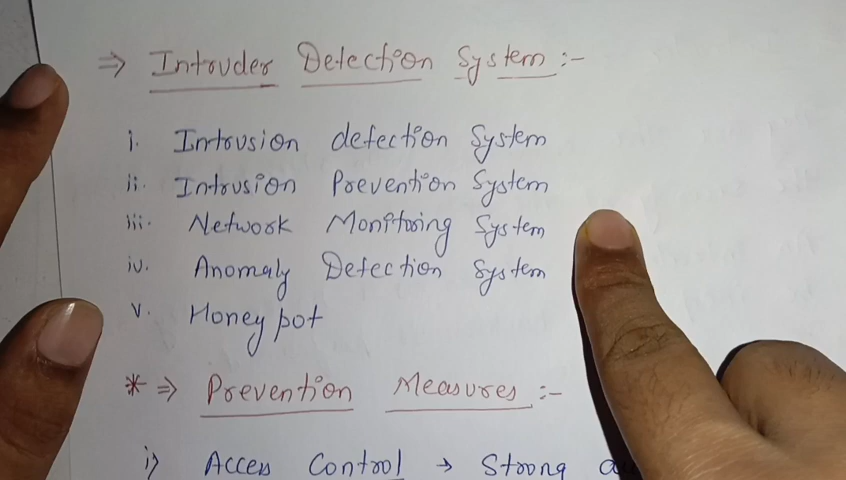 ⇒ Intruder Detection System :-
i. Intrusion detection System
ii. Intrusion Prevention System
iii. Network Monitoring System
iv. Anomaly Detection System
v. Honey pot
* ⇒ Prevention Measures :-
i) Access Control → Strong